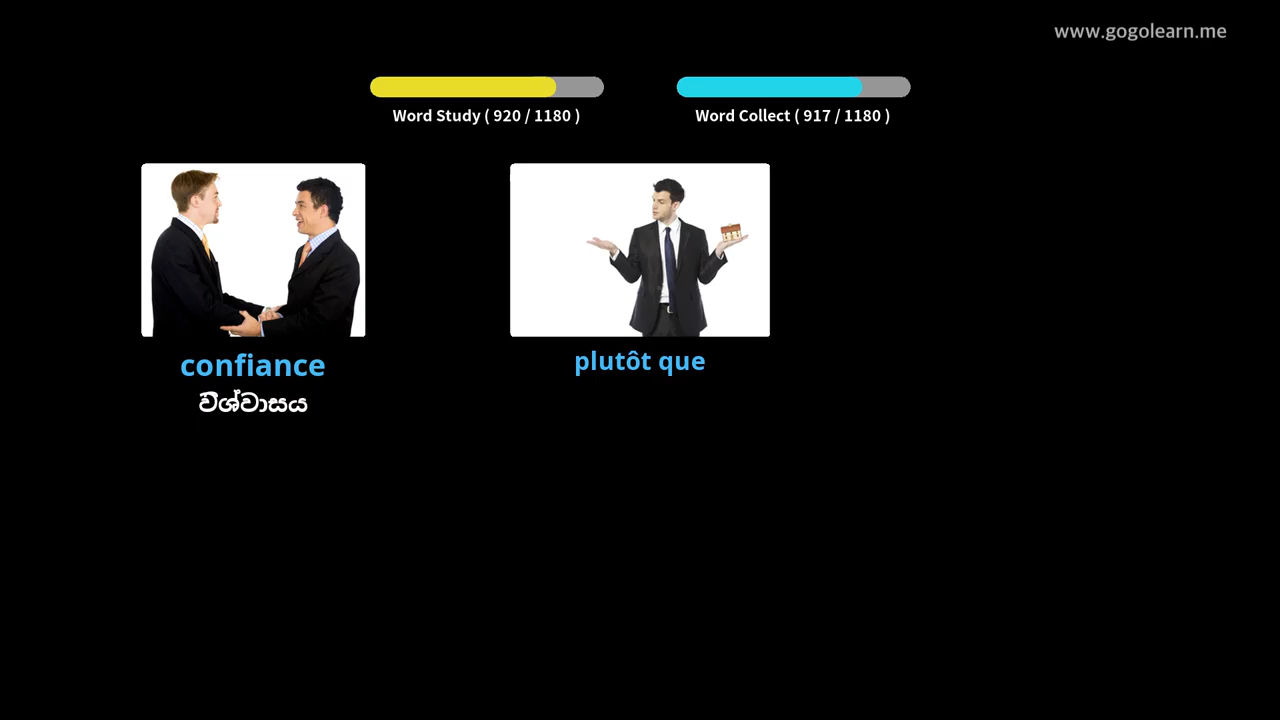 www.gogolearn.me
Word Study ( 920 / 1180 )
Word Collect ( 917 / 1180 )
confiance
විශ්වාසය
plutôt que